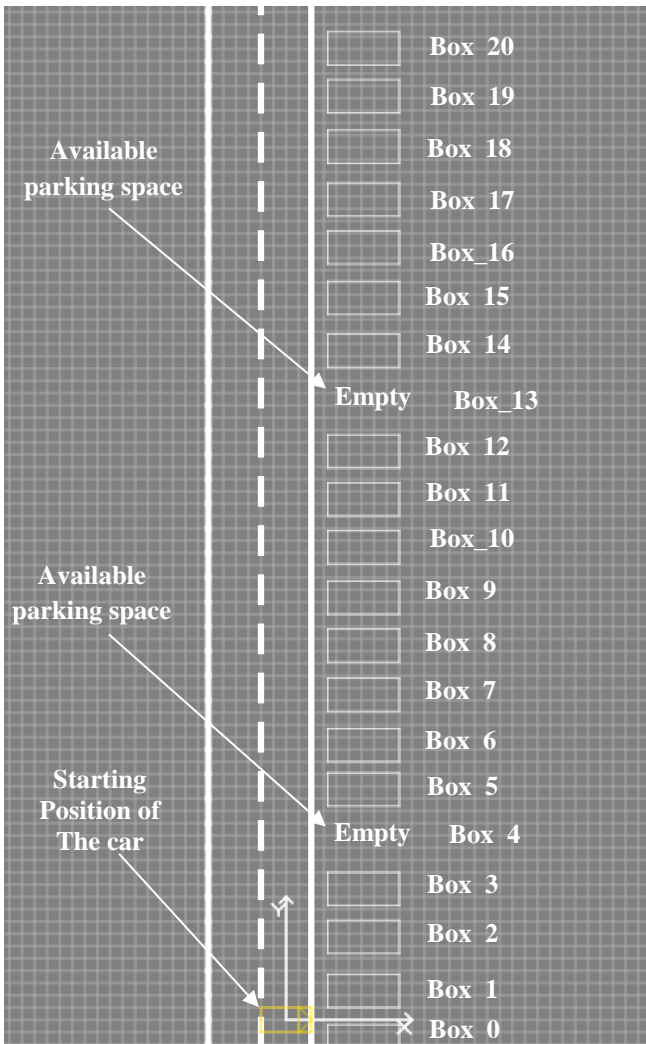 Box 20
Box 19
Available
parking space
Box 18
Box 17
Box_16
Box 15
Box 14
Empty Box_13
Box 12
Box 11
Box_10
Available
parking space
Box 9
Box 8
Box 7
Box 6
Starting
Position of
The car
Box 5
Empty Box 4
Box 3
Box 2
Y
Box 1
X
Box 0